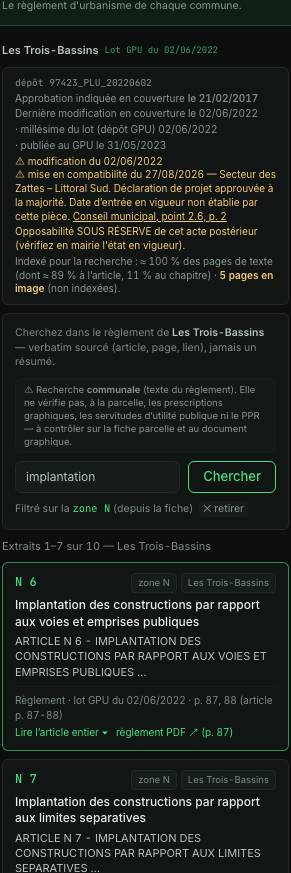 Le règlement d'urbanisme de chaque commune.
Les Trois-Bassins Lot GPU du 02/06/2022
dépôt 97423_PLU_20220602
Approbation indiquée en couverture le 21/02/2017
Dernière modification en couverture le 02/06/2022
· millésime du lot (dépôt GPU) 02/06/2022
· publiée au GPU le 31/05/2023
⚠ modification du 02/06/2022
⚠ mise en compatibilité du 27/08/2026 — Secteur des
Zattes – Littoral Sud. Déclaration de projet approuvée à
la majorité. Date d'entrée en vigueur non établie par
cette pièce. Conseil municipal, point 2.6, p. 2
Opposabilité SOUS RÉSERVE de cet acte postérieur
(vérifiez en mairie l'état en vigueur).
Indexé pour la recherche : ≈ 100 % des pages de texte
(dont ≈ 89 % à l'article, 11 % au chapitre) · 5 pages en
image (non indexées).
Cherchez dans le règlement de Les Trois-Bassins
— verbatim sourcé (article, page, lien), jamais un
résumé.
⚠ Recherche communale (texte du règlement). Elle
ne vérifie pas, à la parcelle, les prescriptions
graphiques, les servitudes d'utilité publique ni le PPR
— à contrôler sur la fiche parcelle et au document
graphique.
implantation Chercher
Filtré sur la zone N (depuis la fiche) ✕ retirer
Extraits 1–7 sur 10 — Les Trois-Bassins
N 6 zone N Les Trois-Bassins
Implantation des constructions par rapport
aux voies et emprises publiques
ARTICLE N 6 - IMPLANTATION DES
CONSTRUCTIONS PAR RAPPORT AUX VOIES ET
EMPRISES PUBLIQUES ...
Règlement · lot GPU du 02/06/2022 · p. 87, 88 (article
p. 87-88)
Lire l'article entier ▾ règlement PDF ↗ (p. 87)
N 7 zone N Les Trois-Bassins
Implantation des constructions par rapport
aux limites separatives
ARTICLE N 7 - IMPLANTATION DES
CONSTRUCTIONS PAR RAPPORT AUX LIMITES
SEPARATIVES ...